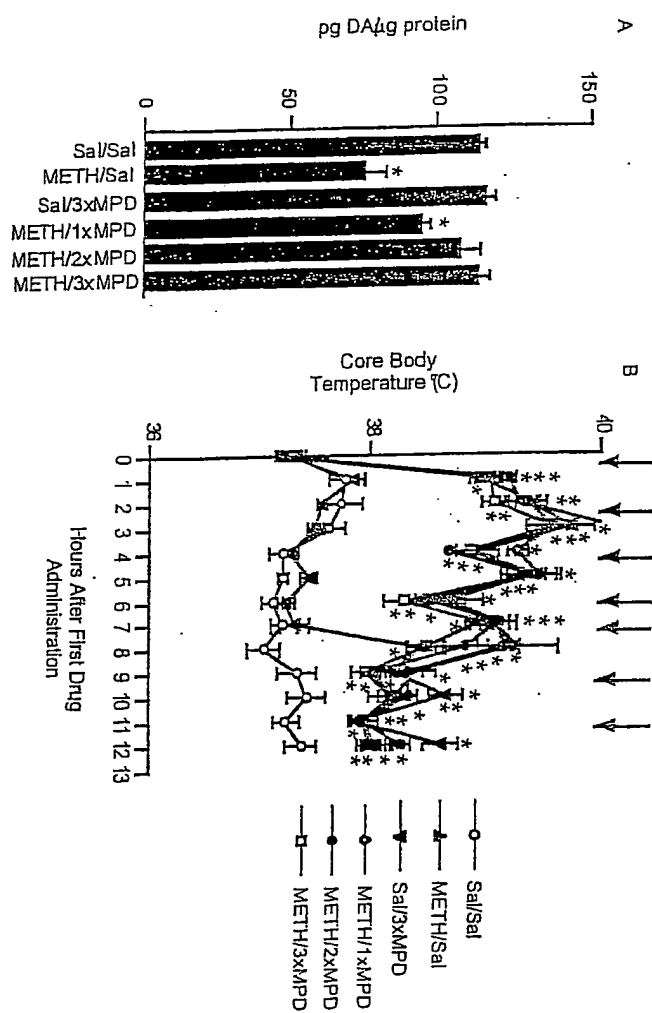 A
pg DA/µg protein
150
100
50
0
Sal/Sal
METH/Sal
Sal/3xMPD
METH/1xMPD
METH/2xMPD
METH/3xMPD
*
*
B
Core Body
Temperature (°C)
40
38
36
0 1 2 3 4 5 6 7 8 9 10 11 12 13
Hours After First Drug
Administration
Sal/Sal
METH/Sal
Sal/3xMPD
METH/1xMPD
METH/2xMPD
METH/3xMPD